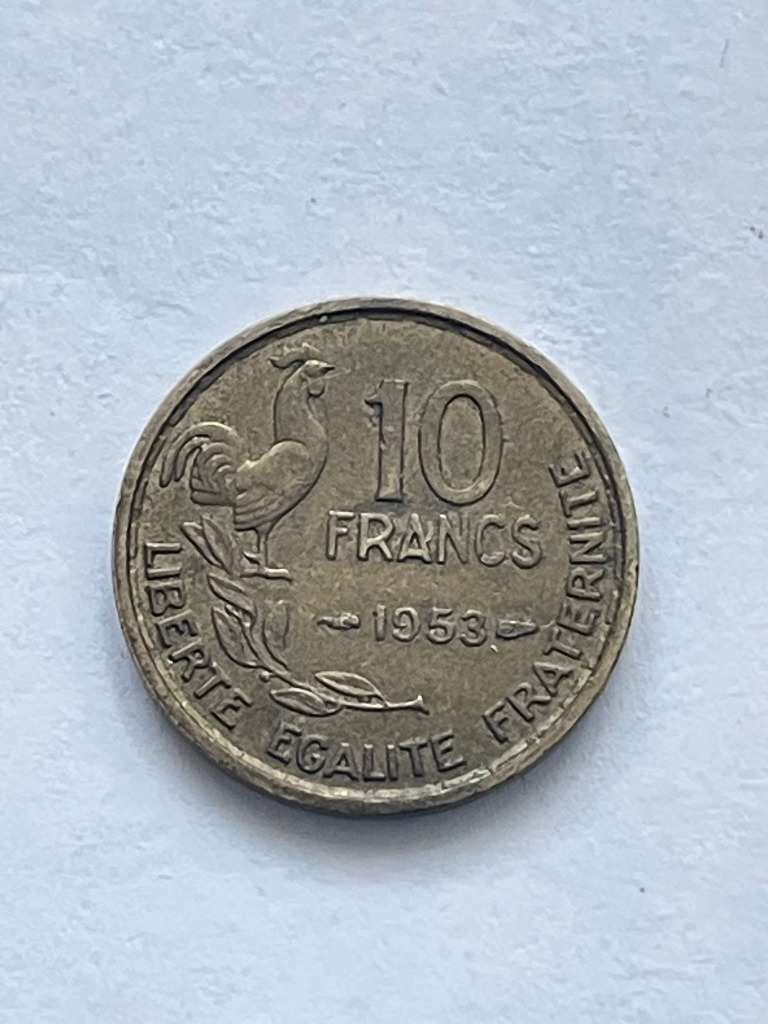 10
FRANCS
1953
LIBERTE EGALITE FRATERNITE